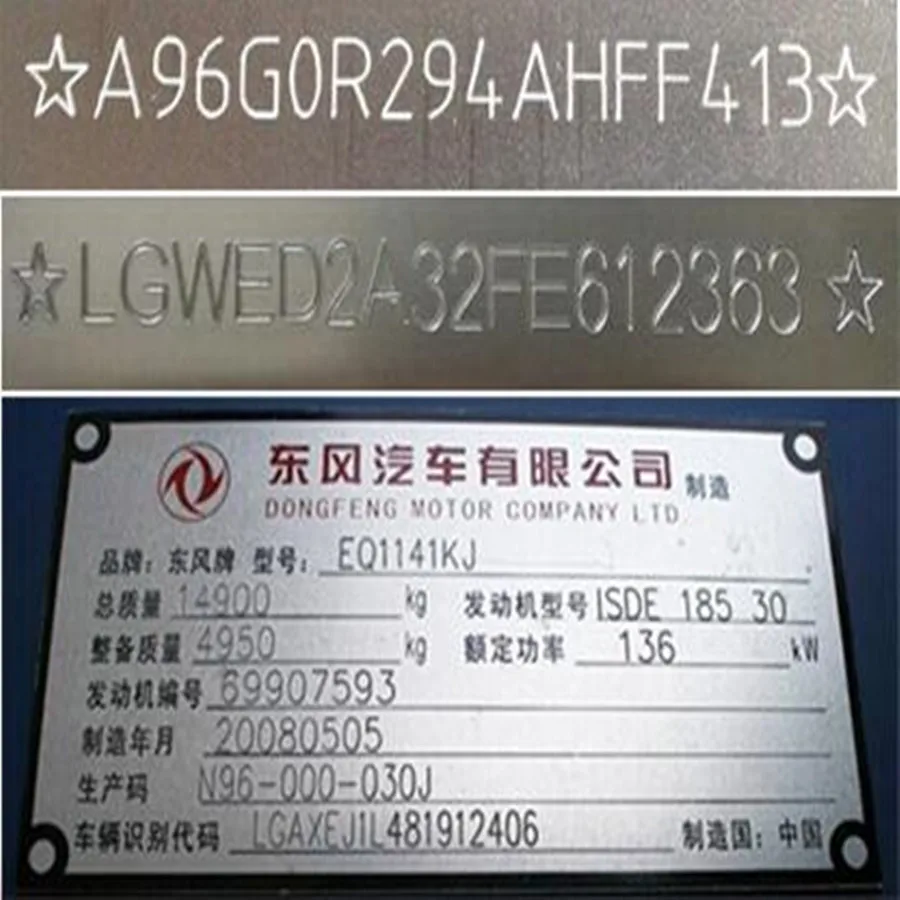 ☆A96G0R294AHFF413☆
☆LGWED2A32FE612363☆
东风汽车有限公司 制造
DONGFENG MOTOR COMPANY LTD
品牌：东风牌 型号：EQ1141KJ
总质量 14900 kg 发动机型号 ISDE 185 30
整备质量 4950 kg 额定功率 136 kW
发动机编号 69907593
制造年月 20080505
生产码 N96-000-030J
车辆识别代码 LGAXEJ1L481912406 制造国：中国